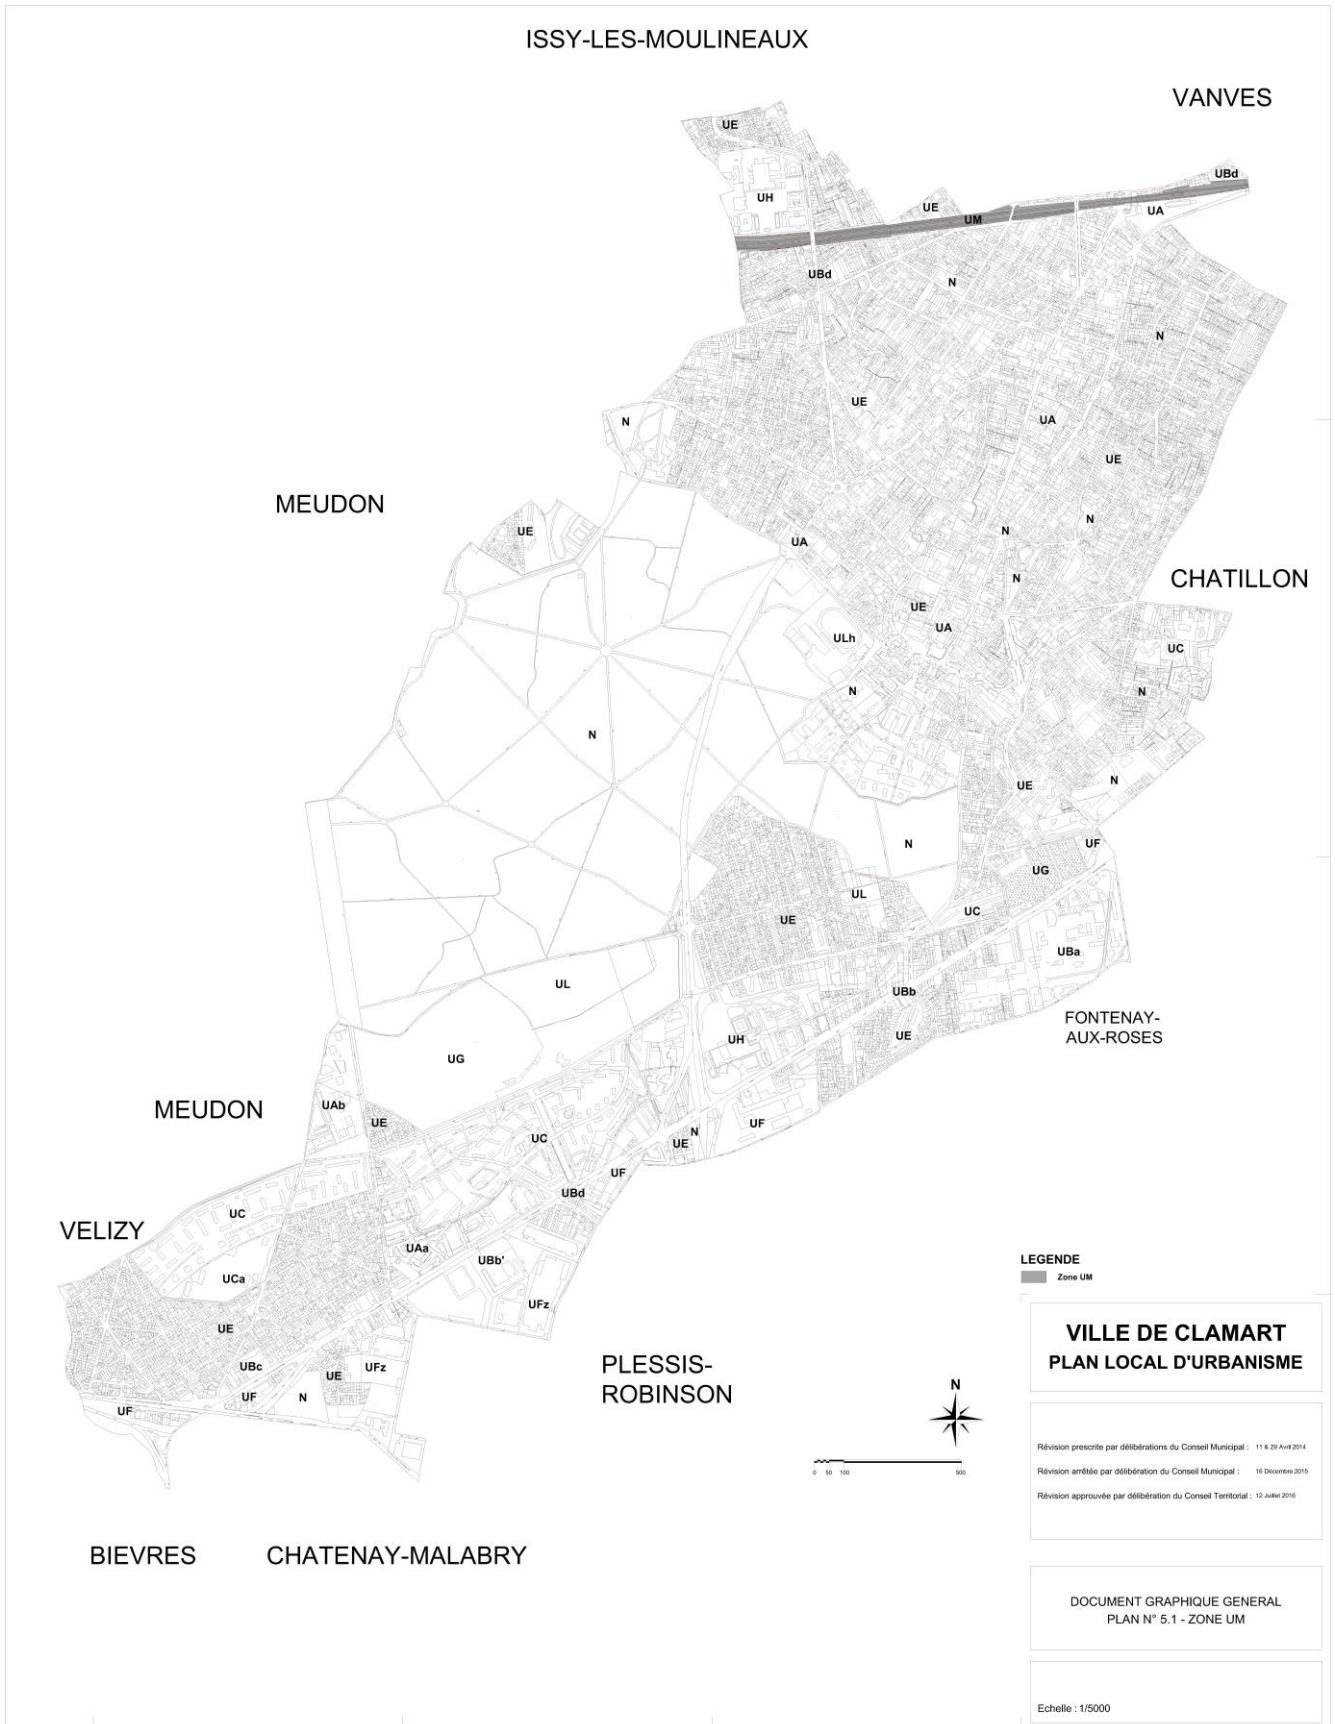 ISSY-LES-MOULINEAUX
VANVES
UE
UBd
UH
UE
UA
UM
UBd
N
N
UE
N
UA
UE
MEUDON
N
UE
N
UA
CHATILLON
N
UE
UA
ULh
UC
N
N
N
N
UE
N
UF
UG
UL
UC
UE
UBa
UL
UBb
FONTENAY-
AUX-ROSES
UE
UH
UG
MEUDON
UAb
UE
UF
N
UE
UC
UF
UBd
UC
VELIZY
UAa
UBb'
UCa
UFz
UE
UBc
UFz
UE
UF
N
UF
PLESSIS-
ROBINSON
BIEVRES
CHATENAY-MALABRY
N
0 50 100 500
LEGENDE
Zone UM
VILLE DE CLAMART
PLAN LOCAL D'URBANISME
Révision prescrite par délibérations du Conseil Municipal : 11 & 29 Avril 2014
Révision arrêtée par délibération du Conseil Municipal : 16 Décembre 2015
Révision approuvée par délibération du Conseil Territorial : 12 Juillet 2016
DOCUMENT GRAPHIQUE GENERAL
PLAN N° 5.1 - ZONE UM
Echelle : 1/5000